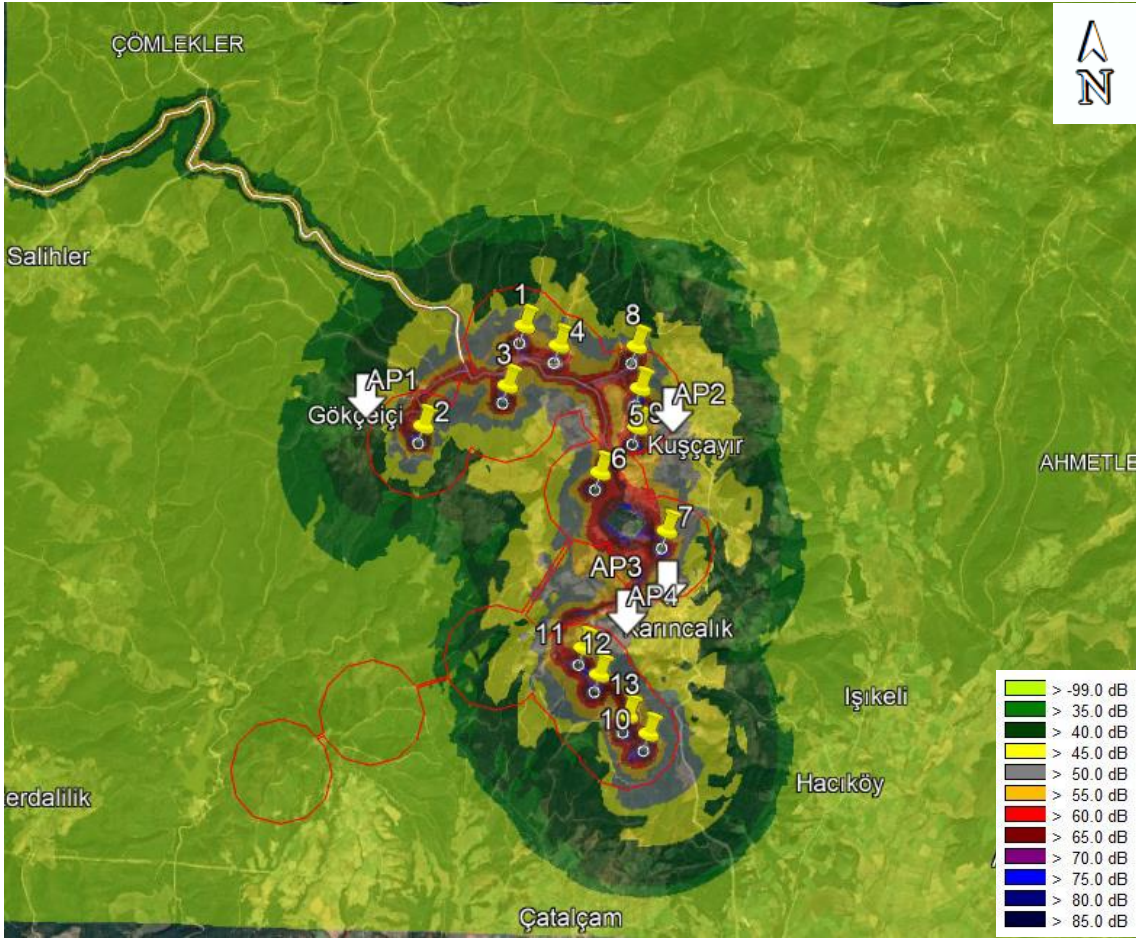 ÇÖMLEKLER
N
Salihler
1
8
4
3
AP1
AP2
Gökçeiçi
2
5 9
Kuşçayır
AHMETLE
6
7
AP3
AP4
Karıncalık
11
12
13
Işıkeli
10
Hacıköy
erdalilik
Çatalçam
> -99.0 dB
> 35.0 dB
> 40.0 dB
> 45.0 dB
> 50.0 dB
> 55.0 dB
> 60.0 dB
> 65.0 dB
> 70.0 dB
> 75.0 dB
> 80.0 dB
> 85.0 dB